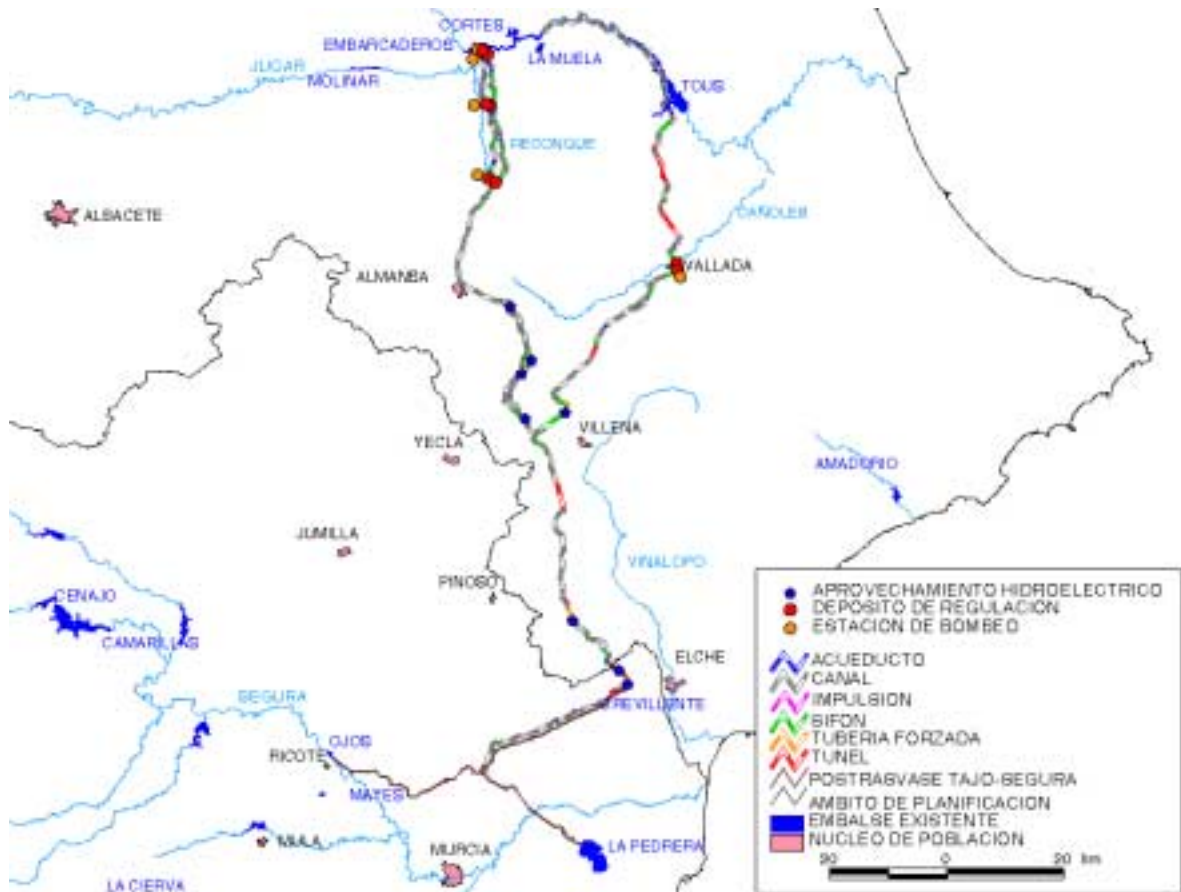 CORTES
EMBARCADEROS
LA MUELA
JUCAR
MOLINAR
TOUS
RECONQUE
ALBACETE
CAÑOLES
ALMANSA
VALLADA
VILLENA
YECLA
AMADORIO
JUMILLA
VINALOPO
PINOSO
CENAJO
CAMARILLAS
ELCHE
SEGURA
CREVILLENTE
OJOS
RICOTE
MAYES
MULA
MURCIA
LA PEDRERA
LA CIERVA
APROVECHAMIENTO HIDROELECTRICO
DEPOSITO DE REGULACION
ESTACION DE BOMBEO
ACUEDUCTO
CANAL
IMPULSION
SIFON
TUBERIA FORZADA
TUNEL
POSTRASVASE TAJO-SEGURA
AMBITO DE PLANIFICACION
EMBALSE EXISTENTE
NUCLEO DE POBLACION
20 0 20 km